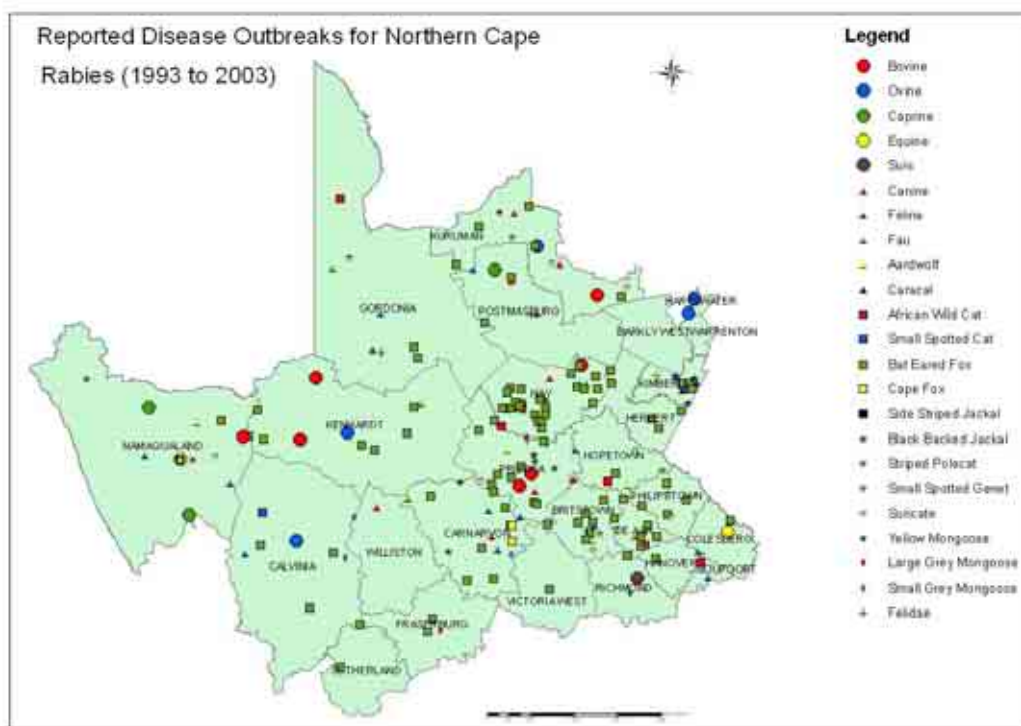 Reported Disease Outbreaks for Northern Cape
Rabies (1993 to 2003)
Legend
Bovine
Ovine
Caprine
Equine
Suis
Canine
Feline
Fau
Aardwolf
Caracal
African Wild Cat
Small Spotted Cat
Bat Eared Fox
Cape Fox
Side Striped Jackal
Black Backed Jackal
Striped Polecat
Small Spotted Genet
Suricate
Yellow Mongoose
Large Grey Mongoose
Small Grey Mongoose
Felidae
KURUMAN
GORDONIA
POSTMASBURG
BARKLYWEST WARRENTON
HAY
HERBERT
KENHARDT
NAMAQUALAND
HOPETOWN
PHILIPSTOWN
BRITSTOWN
DE
CARNARVON
COLESBERG
HANOVER
WILLISTON
CALVINIA
RICHMOND
VICTORIA WEST
FRASERBURG
SUTHERLAND